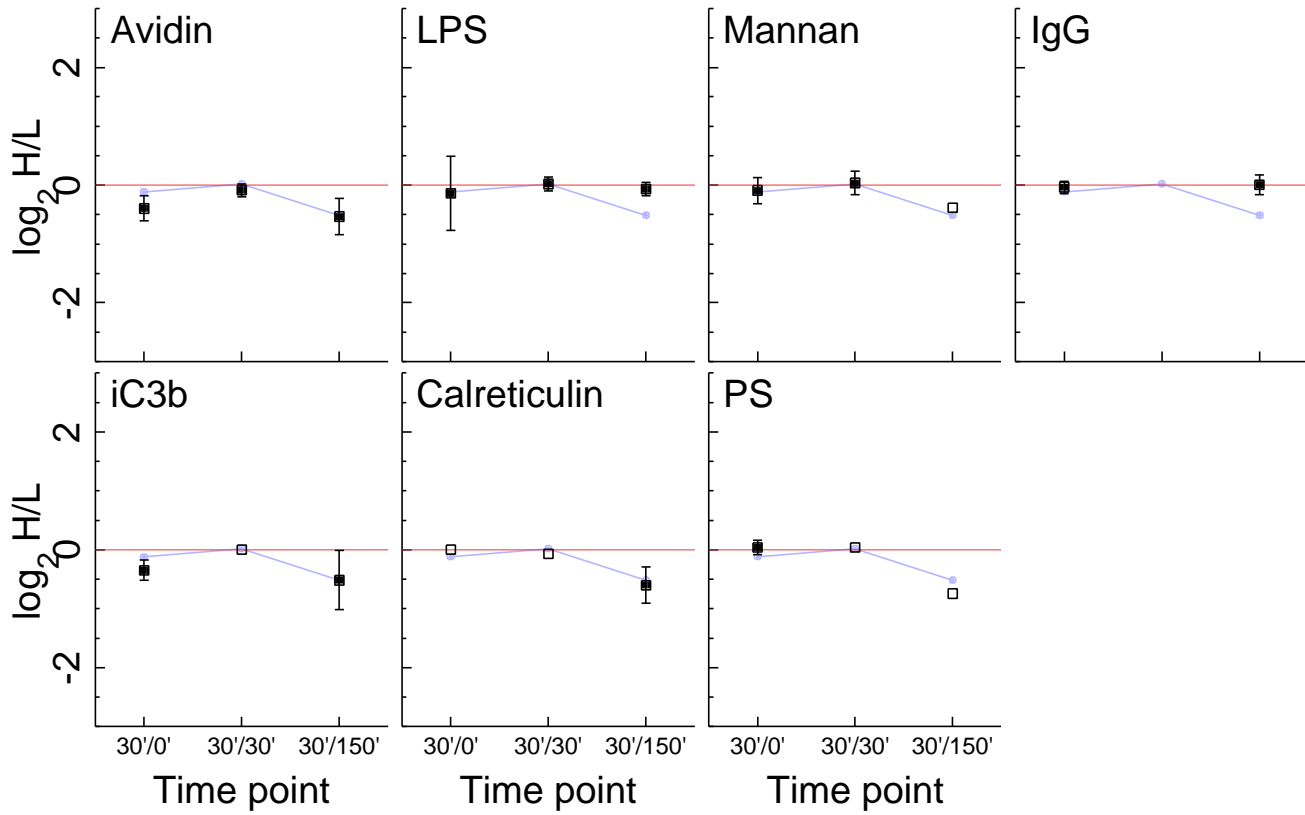 Avidin LPS Mannan IgG
2
0
-2
log2 H/L
iC3b Calreticulin PS
2
0
-2
log2 H/L
30'/0' 30'/30' 30'/150' 30'/0' 30'/30' 30'/150' 30'/0' 30'/30' 30'/150'
Time point Time point Time point